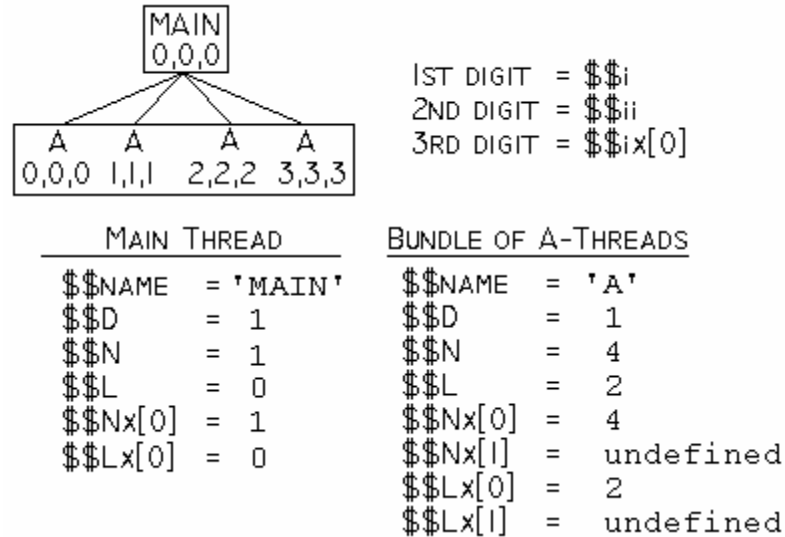 MAIN
0,0,0
A A A A
0,0,0 1,1,1 2,2,2 3,3,3
1ST DIGIT = $$i
2ND DIGIT = $$ii
3RD DIGIT = $$ix[0]
MAIN THREAD
$$NAME = 'MAIN'
$$D = 1
$$N = 1
$$L = 0
$$Nx[0] = 1
$$Lx[0] = 0
BUNDLE OF A-THREADS
$$NAME = 'A'
$$D = 1
$$N = 4
$$L = 2
$$Nx[0] = 4
$$Nx[1] = undefined
$$Lx[0] = 2
$$Lx[1] = undefined